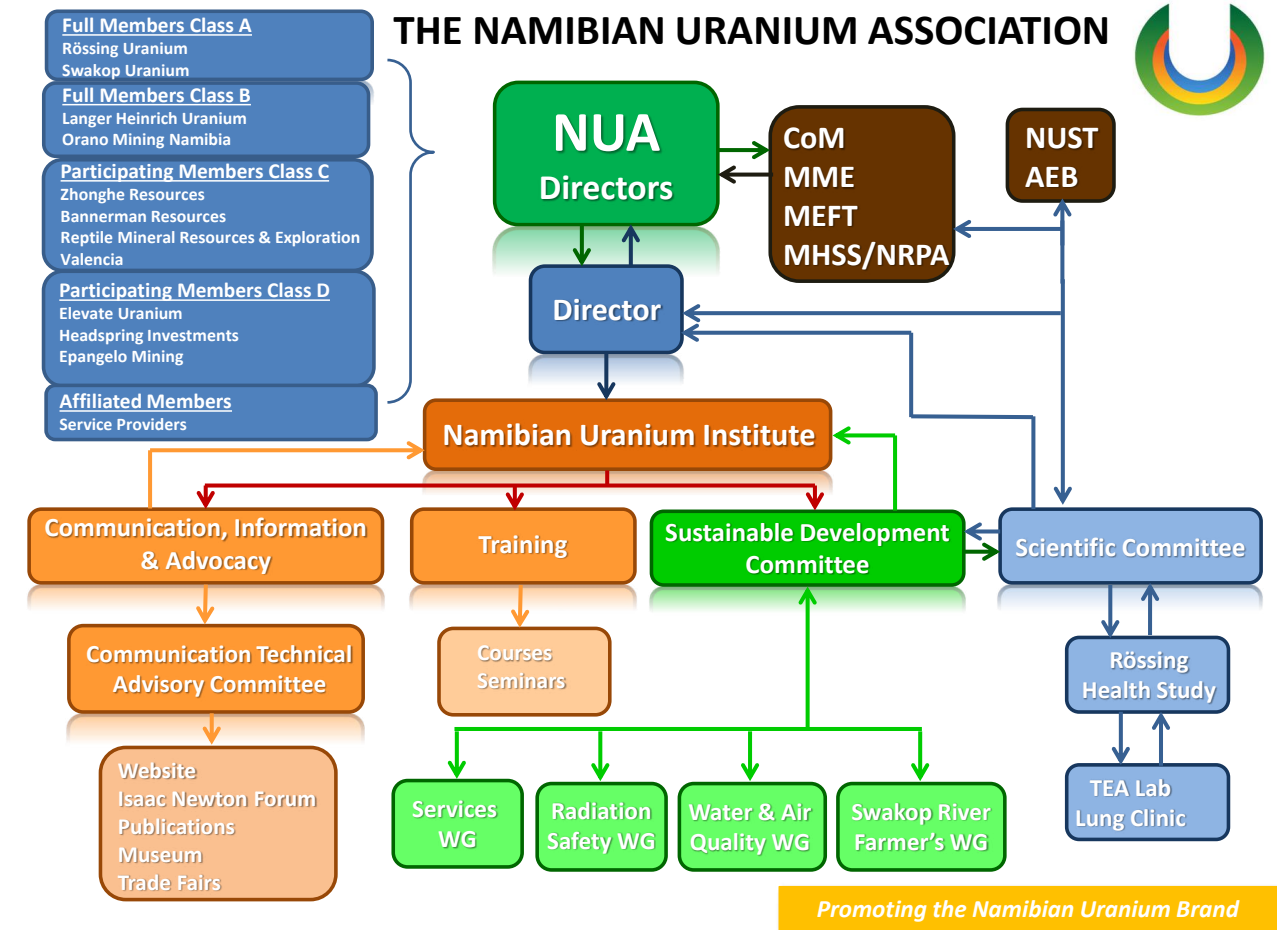 THE NAMIBIAN URANIUM ASSOCIATION
Full Members Class A
Rössing Uranium
Swakop Uranium
Full Members Class B
Langer Heinrich Uranium
Orano Mining Namibia
Participating Members Class C
Zhonghe Resources
Bannerman Resources
Reptile Mineral Resources & Exploration
Valencia
Participating Members Class D
Elevate Uranium
Headspring Investments
Epangelo Mining
Affiliated Members
Service Providers
NUA
Directors
CoM
MME
MEFT
MHSS/NRPA
NUST
AEB
Director
Namibian Uranium Institute
Communication, Information
& Advocacy
Training
Sustainable Development
Committee
Scientific Committee
Communication Technical
Advisory Committee
Courses
Seminars
Rössing
Health Study
Website
Isaac Newton Forum
Publications
Museum
Trade Fairs
Services
WG
Radiation
Safety WG
Water & Air
Quality WG
Swakop River
Farmer's WG
TEA Lab
Lung Clinic
Promoting the Namibian Uranium Brand